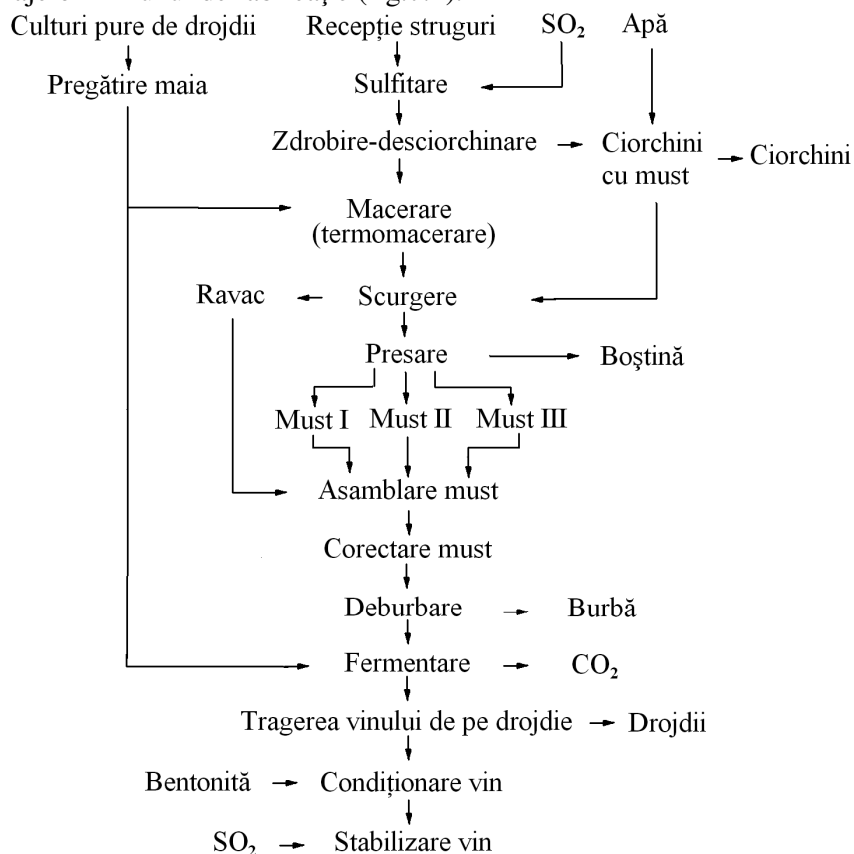 Culturi pure de drojdii Recepție struguri SO₂ Apă
Pregătire maia Sulfitare
Zdrobire-desciorchinare Ciorchini cu must Ciorchini
Macerare
(termomacerare)
Ravac Scurgere
Presare Boştină
Must I Must II Must III
Asamblare must
Corectare must
Deburbare Burbă
Fermentare CO₂
Tragerea vinului de pe drojdie Drojdii
Bentonită Condiționare vin
SO₂ Stabilizare vin